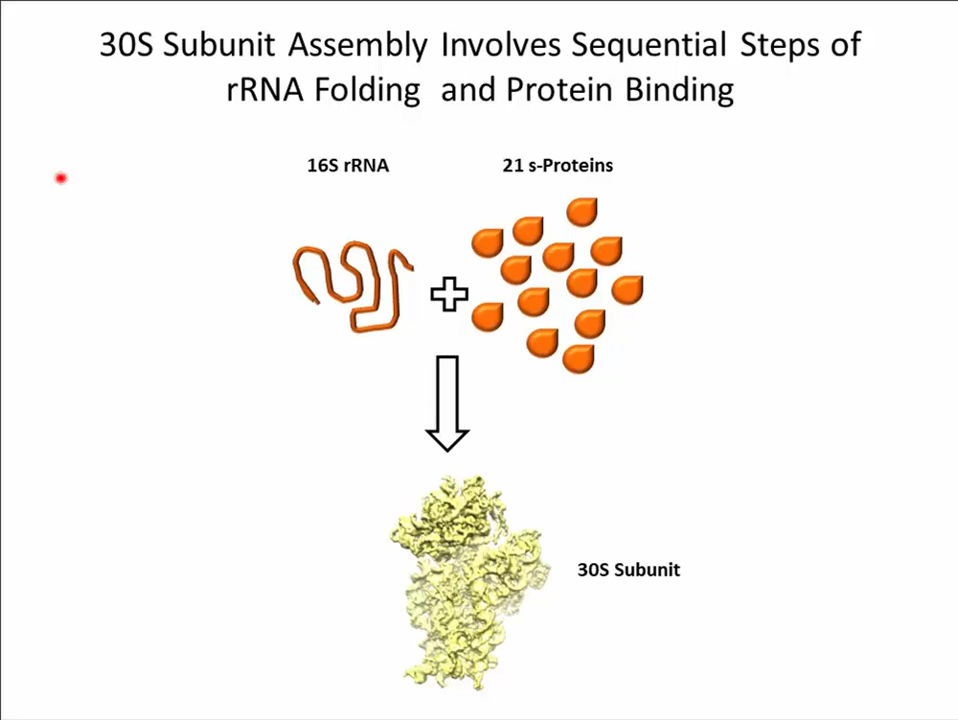 30S Subunit Assembly Involves Sequential Steps of
rRNA Folding and Protein Binding
16S rRNA
21 s-Proteins
30S Subunit